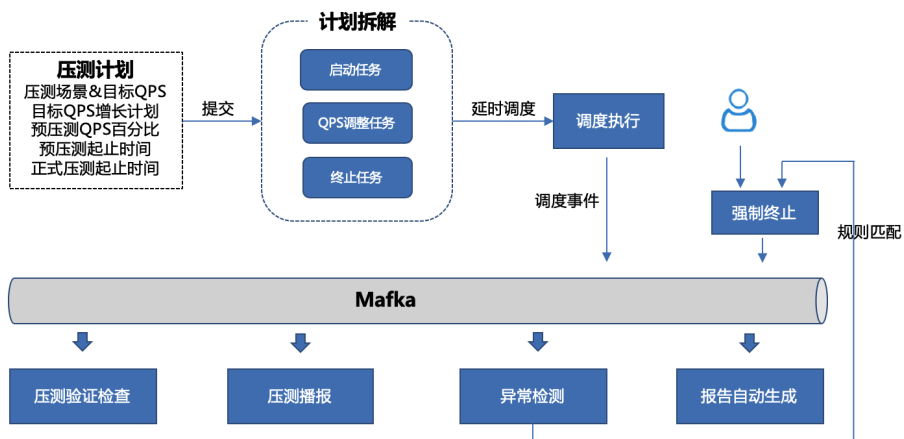 计划拆解
压测计划
压测场景&目标QPS
目标QPS增长计划
预压测QPS百分比
预压测起止时间
正式压测起止时间
提交
启动任务
QPS调整任务
终止任务
延时调度
调度执行
调度事件
强制终止
规则匹配
Mafka
压测验证检查
压测播报
异常检测
报告自动生成